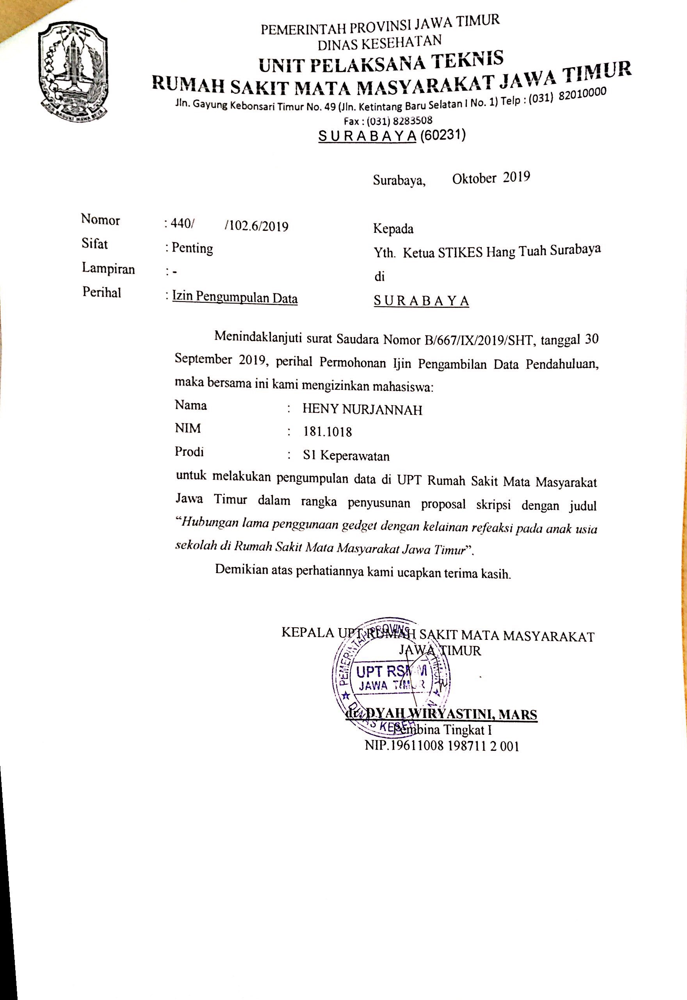 PEMERINTAH PROVINSI JAWA TIMUR
DINAS KESEHATAN
UNIT PELAKSANA TEKNIS
RUMAH SAKIT MATA MASYARAKAT JAWA TIMUR
Jln. Gayung Kebonsari Timur No. 49 (Jln. Ketintang Baru Selatan I No. 1) Telp : (031) 82010000
Fax : (031) 8283508
S U R A B A Y A (60231)
JER BASUKI MAWA BEYA
Surabaya, Oktober 2019
Nomor : 440/ /102.6/2019
Sifat : Penting
Lampiran : -
Perihal : Izin Pengumpulan Data
Kepada
Yth. Ketua STIKES Hang Tuah Surabaya
di
S U R A B A Y A
Menindaklanjuti surat Saudara Nomor B/667/IX/2019/SHT, tanggal 30
September 2019, perihal Permohonan Ijin Pengambilan Data Pendahuluan,
maka bersama ini kami mengizinkan mahasiswa:
Nama : HENY NURJANNAH
NIM : 181.1018
Prodi : S1 Keperawatan
untuk melakukan pengumpulan data di UPT Rumah Sakit Mata Masyarakat
Jawa Timur dalam rangka penyusunan proposal skripsi dengan judul
“Hubungan lama penggunaan gedget dengan kelainan refeaksi pada anak usia
sekolah di Rumah Sakit Mata Masyarakat Jawa Timur”.
Demikian atas perhatiannya kami ucapkan terima kasih.
KEPALA UPT RUMAH SAKIT MATA MASYARAKAT
JAWA TIMUR
PEMERINTAH PROVINSI
UPT RSMM
JAWA TIMUR
DINAS
dr. DYAH WIRYASTINI, MARS
Pembina Tingkat I
NIP.19611008 198711 2 001